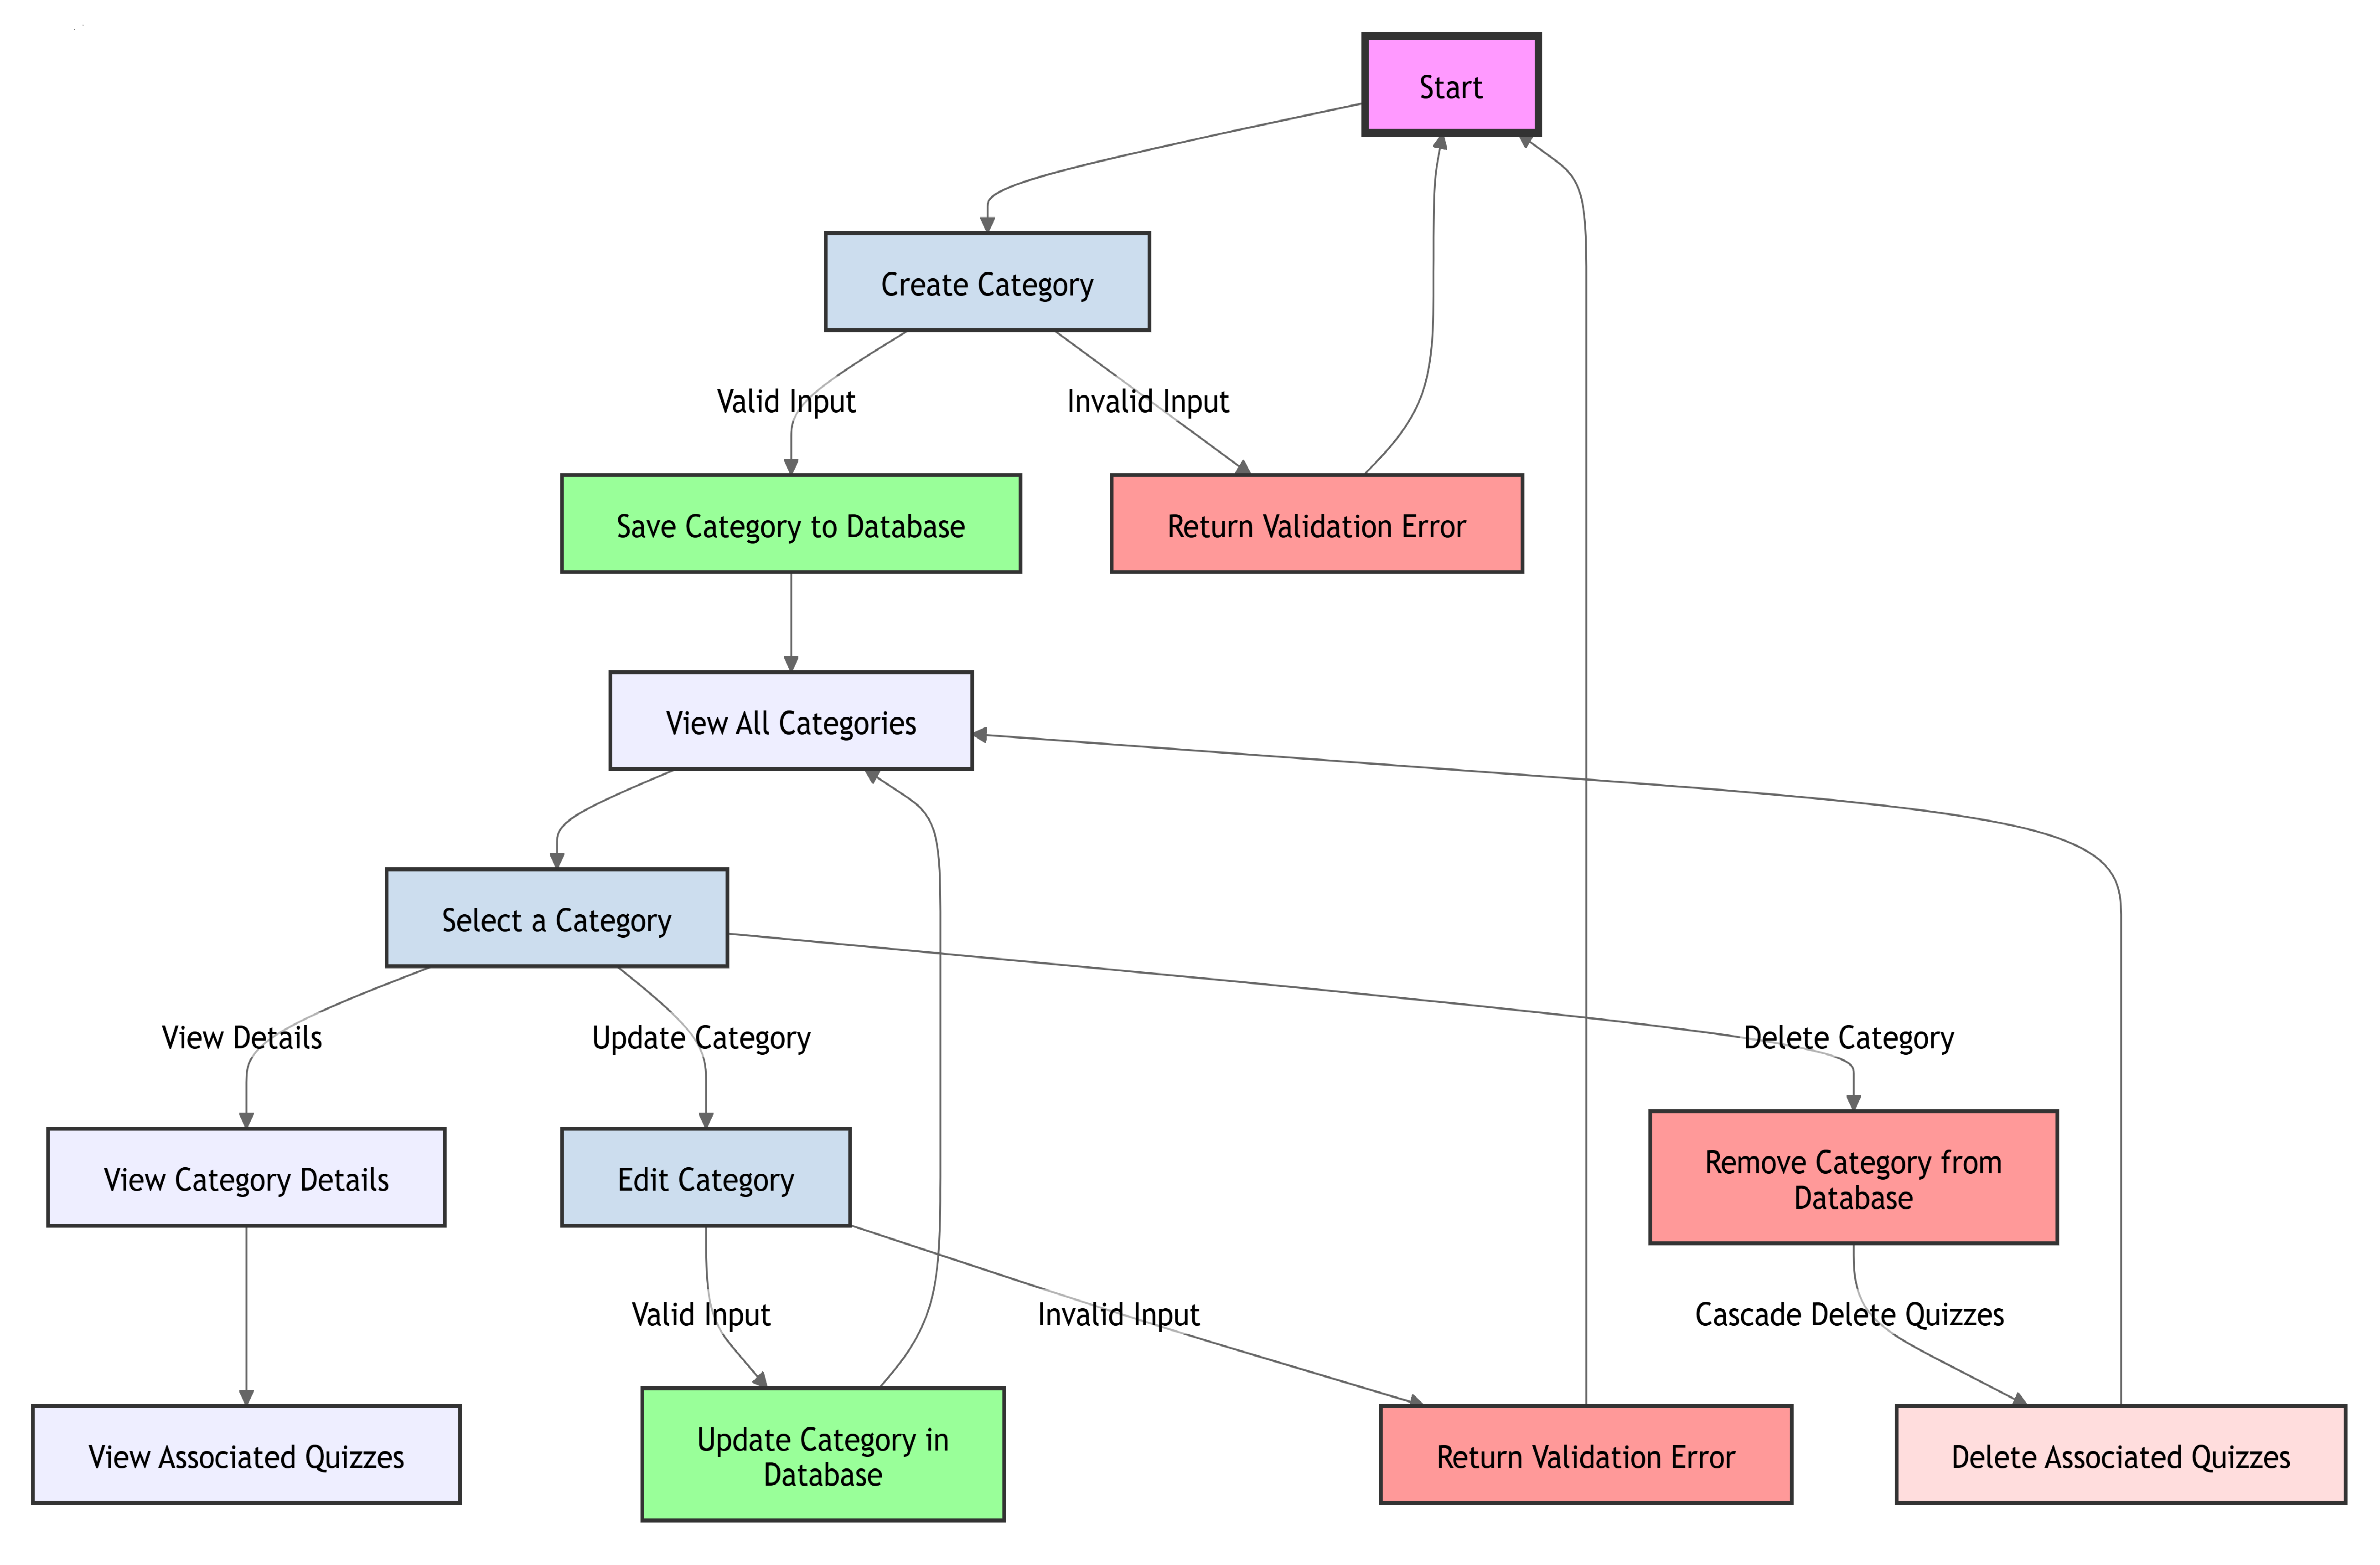 Start
Create Category
Valid Input
Invalid Input
Save Category to Database
Return Validation Error
View All Categories
Select a Category
View Details
Update Category
Delete Category
View Category Details
Edit Category
Remove Category from
Database
Valid Input
Invalid Input
Cascade Delete Quizzes
View Associated Quizzes
Update Category in
Database
Return Validation Error
Delete Associated Quizzes